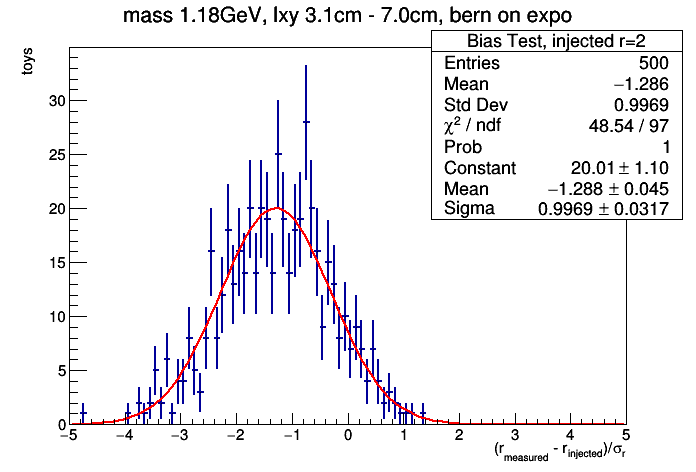 mass 1.18GeV, lxy 3.1cm - 7.0cm, bern on expo
Bias Test, injected r=2
Entries 500
Mean −1.286
Std Dev 0.9969
χ² / ndf 48.54 / 97
Prob 1
Constant 20.01 ± 1.10
Mean −1.288 ± 0.045
Sigma 0.9969 ± 0.0317
toys
30
25
20
15
10
5
0
−5 −4 −3 −2 −1 0 1 2 3 4 5
(r_measured - r_injected)/σ_r